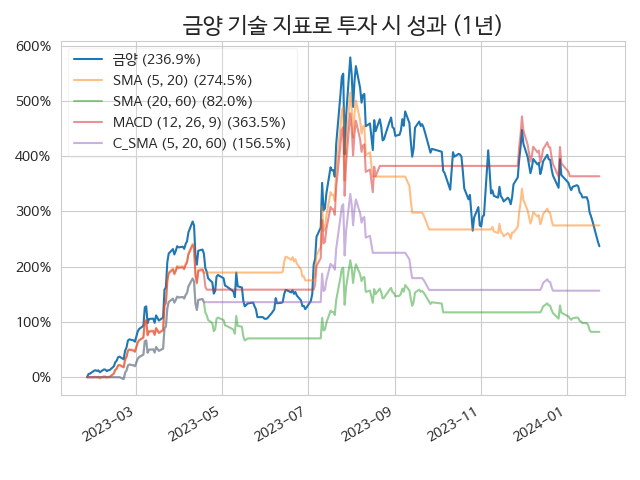 금양 기술 지표로 투자 시 성과 (1년)
600%
500%
400%
300%
200%
100%
0%
금양 (236.9%)
SMA (5, 20) (274.5%)
SMA (20, 60) (82.0%)
MACD (12, 26, 9) (363.5%)
C_SMA (5, 20, 60) (156.5%)
2023-03
2023-05
2023-07
2023-09
2023-11
2024-01